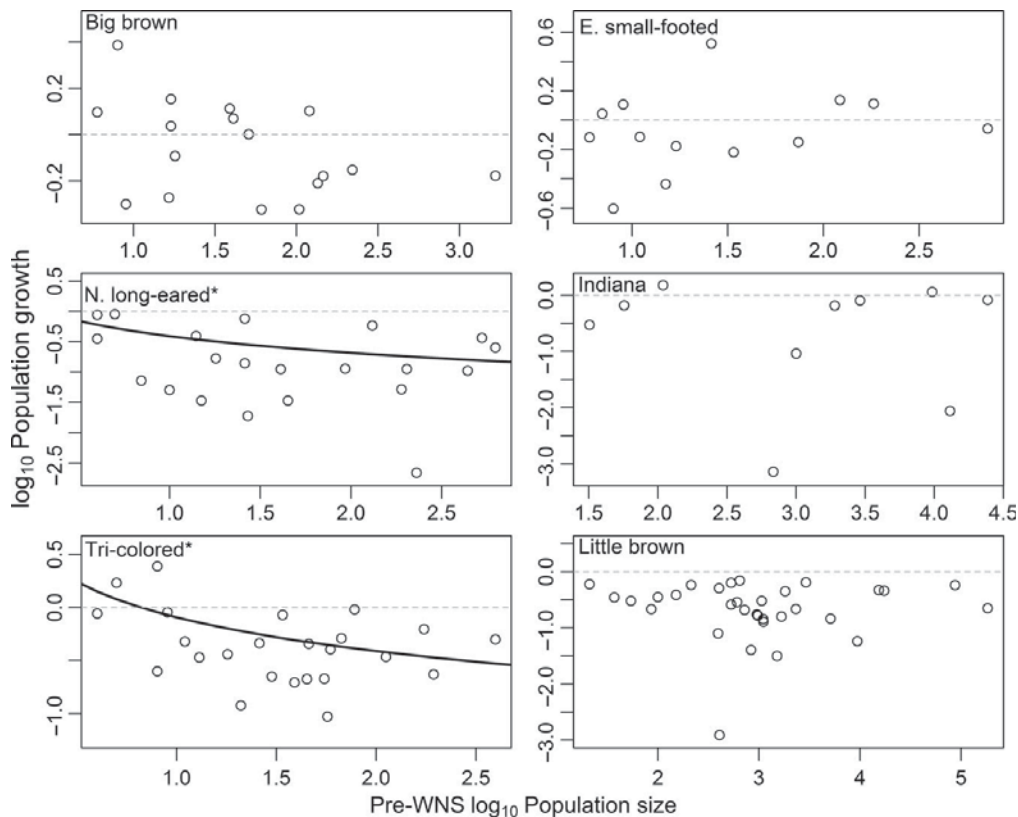 Big brown
0.2
−0.2
1.0 1.5 2.0 2.5 3.0
E. small-footed
0.6
0.2
−0.2
−0.6
1.0 1.5 2.0 2.5
N. long-eared*
0.5
−0.5
−1.5
−2.5
1.0 1.5 2.0 2.5
Indiana
0.0
−1.0
−2.0
−3.0
1.5 2.0 2.5 3.0 3.5 4.0 4.5
Tri-colored*
0.5
0.0
−1.0
1.0 1.5 2.0 2.5
Little brown
0.0
−1.0
−2.0
−3.0
2 3 4 5
log10 Population growth
Pre-WNS log10 Population size